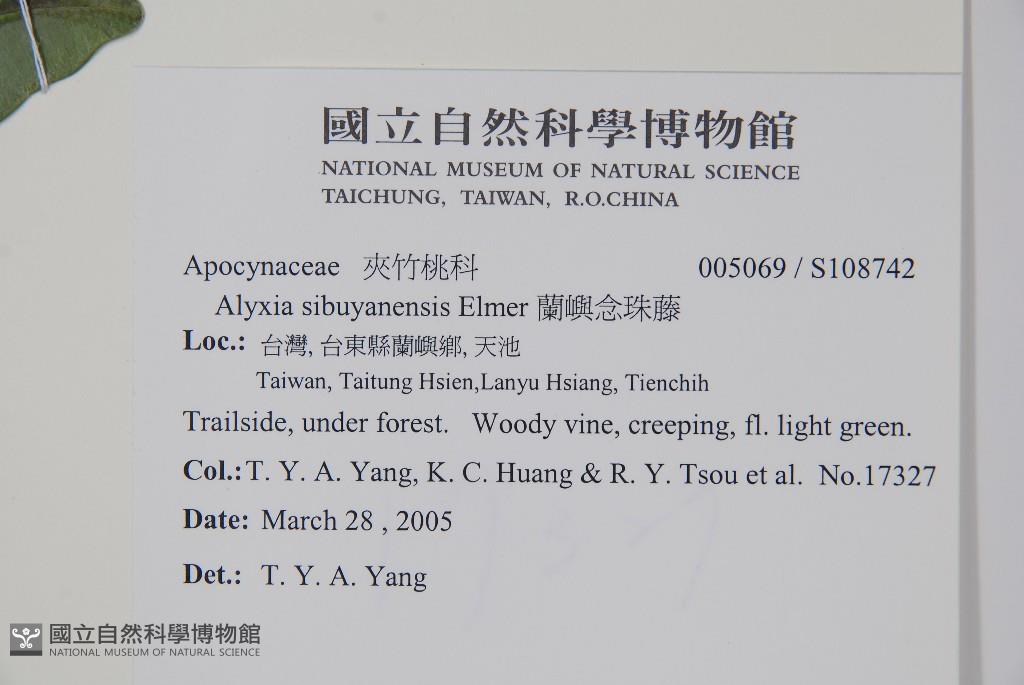 國立自然科學博物館
NATIONAL MUSEUM OF NATURAL SCIENCE
TAICHUNG, TAIWAN, R.O.CHINA
Apocynaceae 夾竹桃科 005069 / S108742
Alyxia sibuyanensis Elmer 蘭嶼念珠藤
Loc.: 台灣, 台東縣蘭嶼鄉, 天池
Taiwan, Taitung Hsien,Lanyu Hsiang, Tienchih
Trailside, under forest. Woody vine, creeping, fl. light green.
Col.:T. Y. A. Yang, K. C. Huang & R. Y. Tsou et al. No.17327
Date: March 28 , 2005
Det.: T. Y. A. Yang
國立自然科學博物館
NATIONAL MUSEUM OF NATURAL SCIENCE